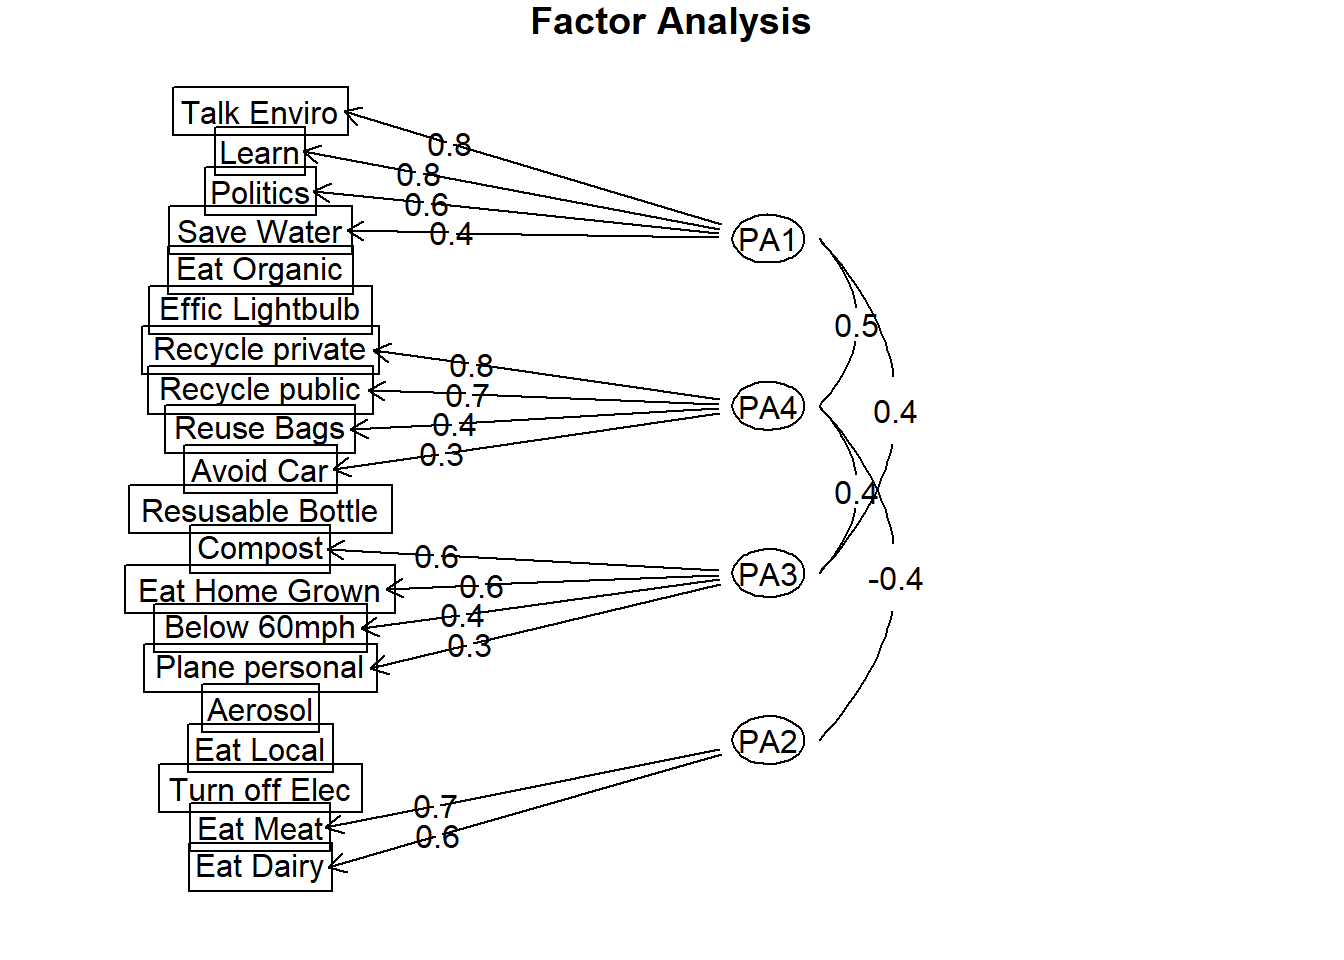 Factor Analysis
Talk Enviro
Learn
Politics
Save Water
Eat Organic
Effic Lightbulb
Recycle private
Recycle public
Reuse Bags
Avoid Car
Resusable Bottle
Compost
Eat Home Grown
Below 60mph
Plane personal
Aerosol
Eat Local
Turn off Elec
Eat Meat
Eat Dairy
0.8
0.8
0.6
0.4
0.8
0.7
0.4
0.3
0.6
0.6
0.4
0.3
0.7
0.6
PA1
PA4
PA3
PA2
0.5
0.4
0.4
-0.4